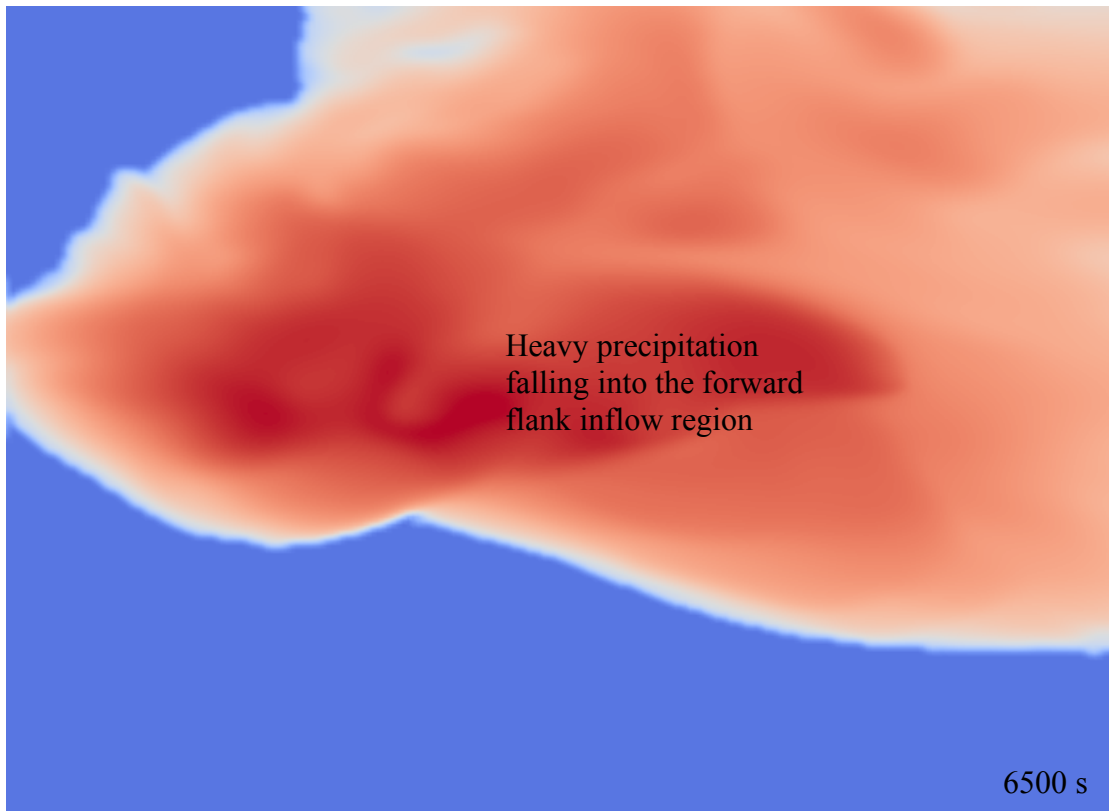 Heavy precipitation
falling into the forward
flank inflow region
6500 s